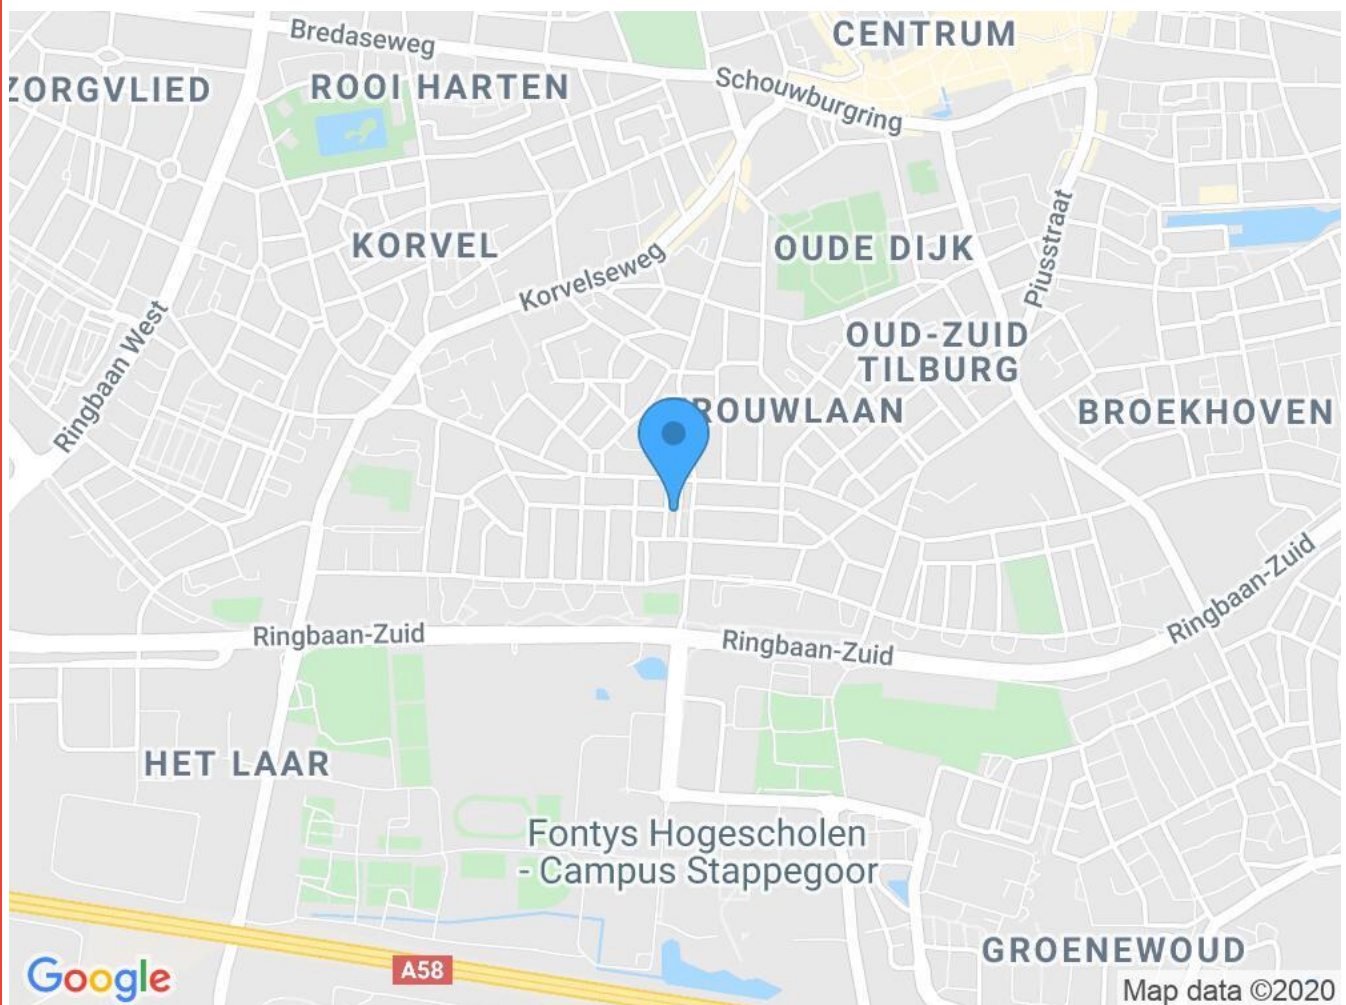 Bredaseweg
CENTRUM
ZORGVLIED
ROOI HARTEN
Schouwburgring
KORVEL
Korvelseweg
OUDE DIJK
Piusstraat
Ringbaan West
OUD-ZUID
TILBURG
ROUWLAAN
BROEKHOVEN
Ringbaan-Zuid
Ringbaan-Zuid
Ringbaan-Zuid
HET LAAR
Fontys Hogescholen
- Campus Stappegoor
GROENEWOUD
A58
Google
Map data ©2020